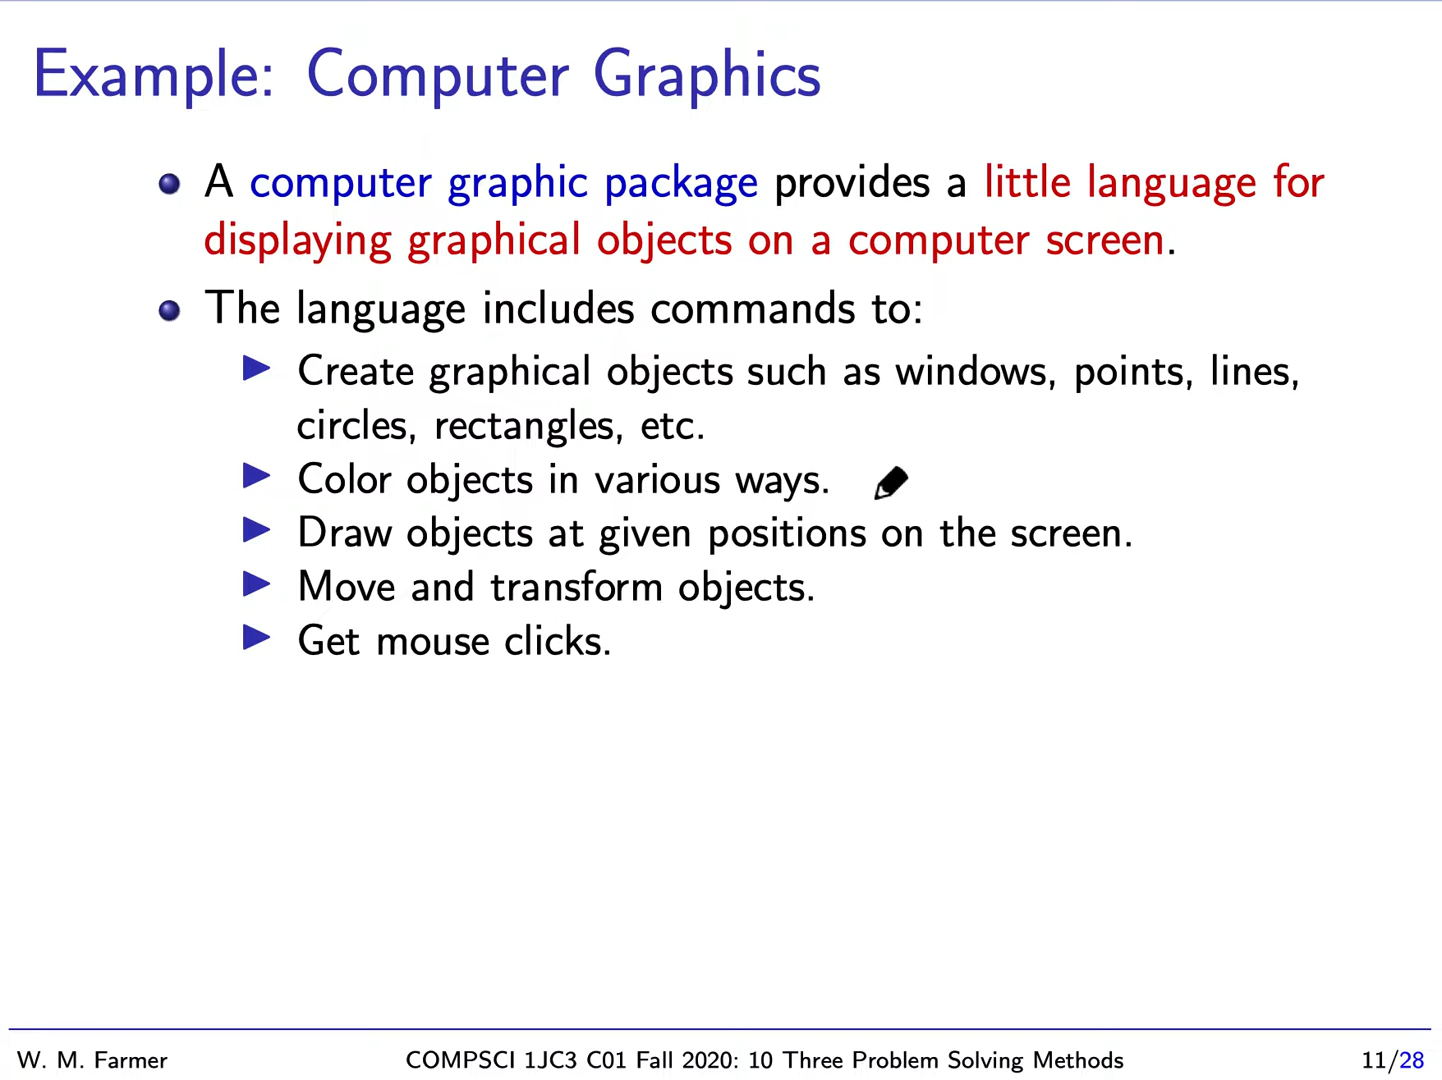 Example: Computer Graphics
A computer graphic package provides a little language for
displaying graphical objects on a computer screen.
The language includes commands to:
Create graphical objects such as windows, points, lines,
circles, rectangles, etc.
Color objects in various ways.
Draw objects at given positions on the screen.
Move and transform objects.
Get mouse clicks.
W. M. Farmer COMPSCI 1JC3 C01 Fall 2020: 10 Three Problem Solving Methods 11/28